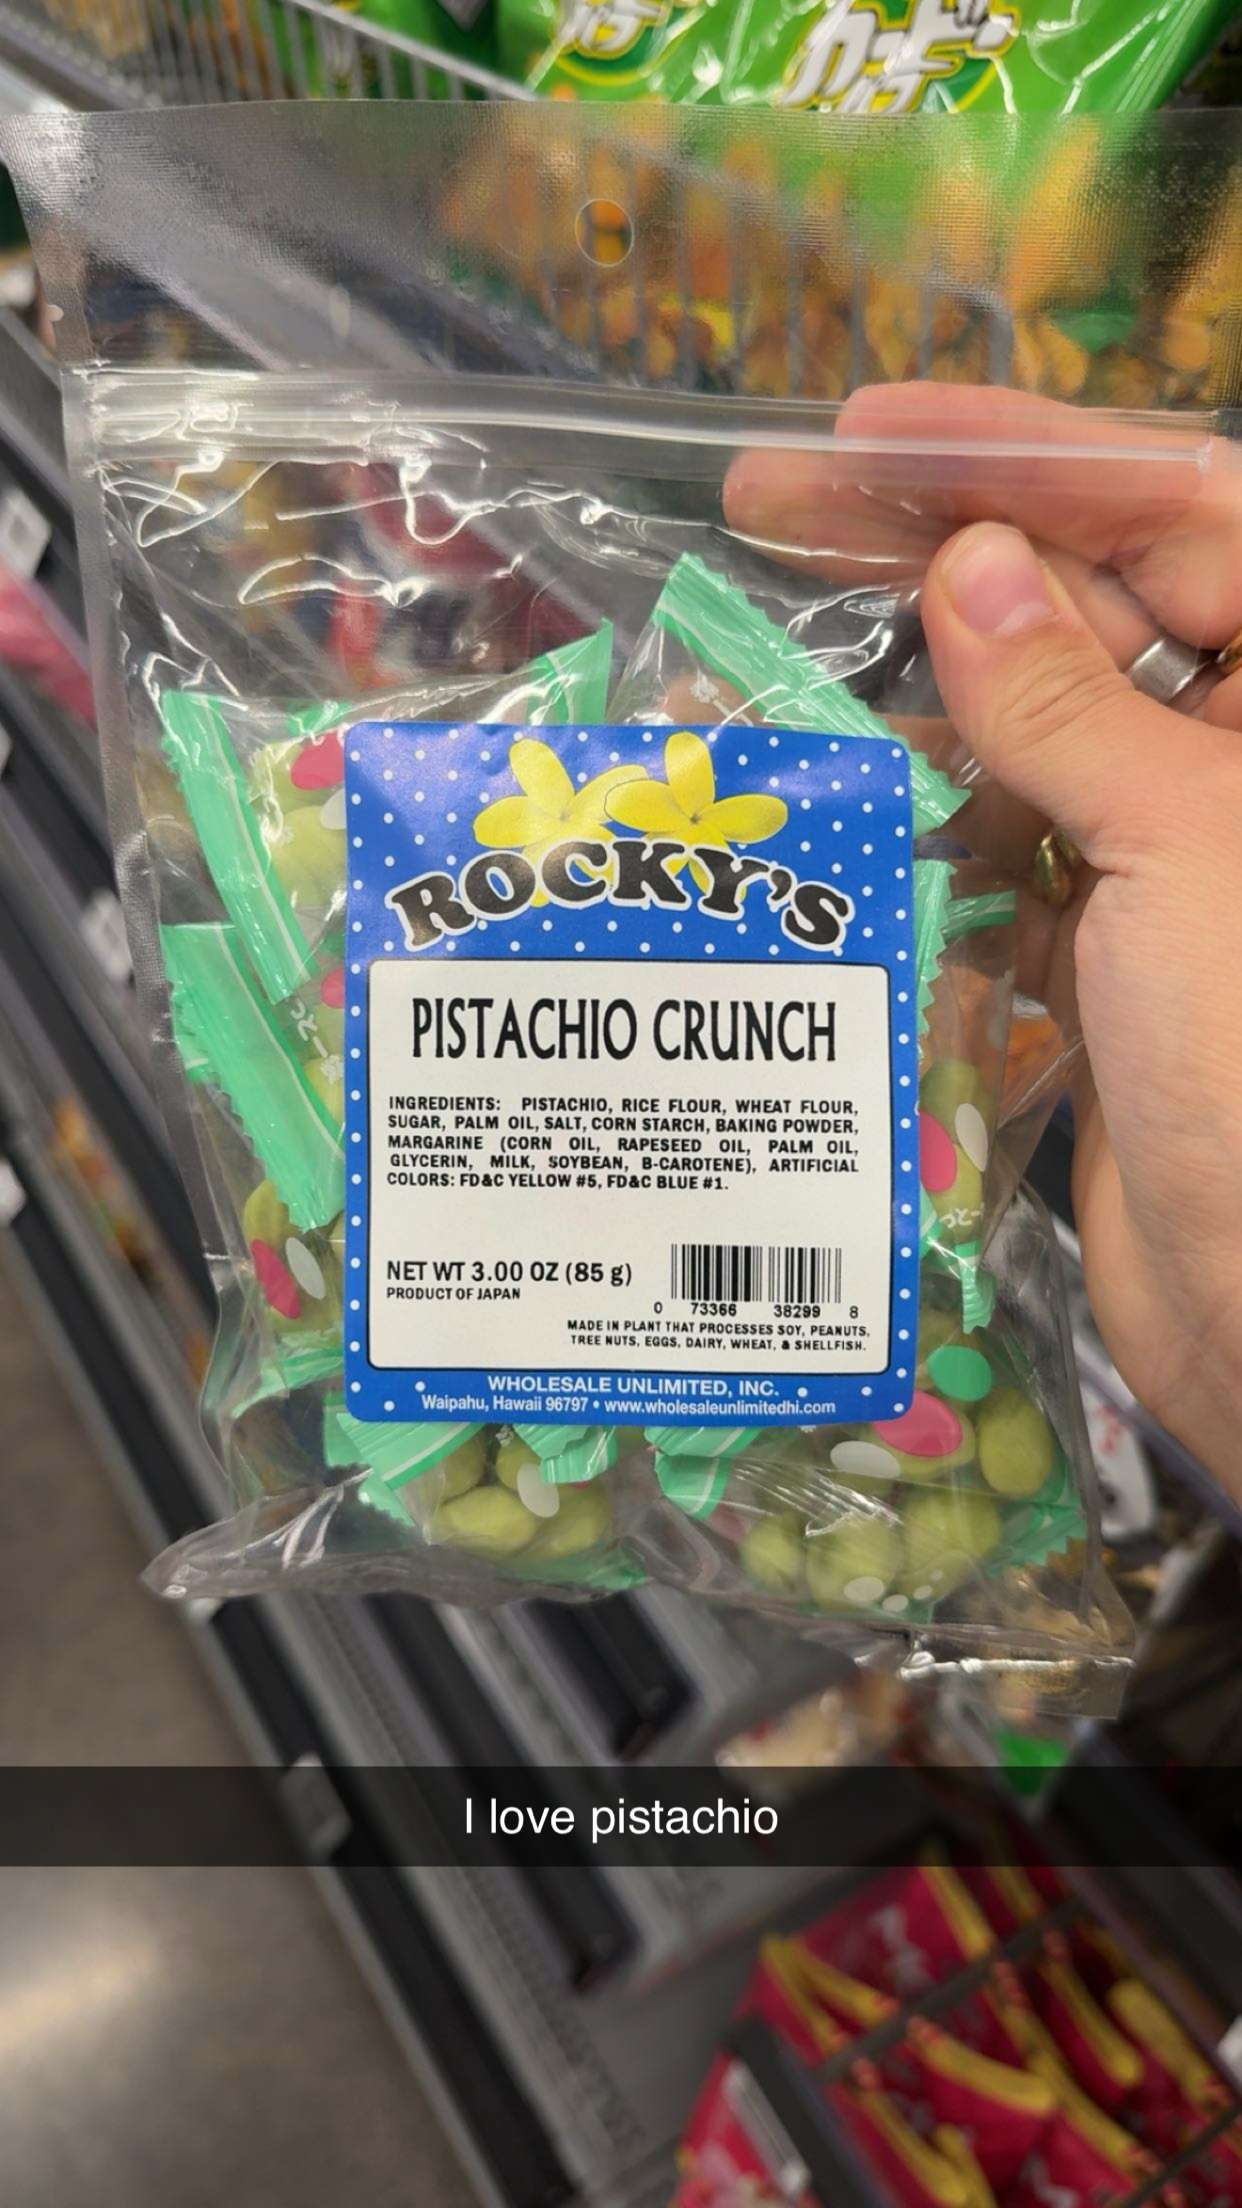 ROCKY'S
PISTACHIO CRUNCH
INGREDIENTS: PISTACHIO, RICE FLOUR, WHEAT FLOUR,
SUGAR, PALM OIL, SALT, CORN STARCH, BAKING POWDER,
MARGARINE (CORN OIL, RAPESEED OIL, PALM OIL,
GLYCERIN, MILK, SOYBEAN, B-CAROTENE), ARTIFICIAL
COLORS: FD&C YELLOW #5, FD&C BLUE #1.
NET WT 3.00 OZ (85 g)
PRODUCT OF JAPAN
0 73366 38299 8
MADE IN PLANT THAT PROCESSES SOY, PEANUTS,
TREE NUTS, EGGS, DAIRY, WHEAT, & SHELLFISH.
WHOLESALE UNLIMITED, INC.
Waipahu, Hawaii 96797 • www.wholesaleunlimitedhi.com
I love pistachio